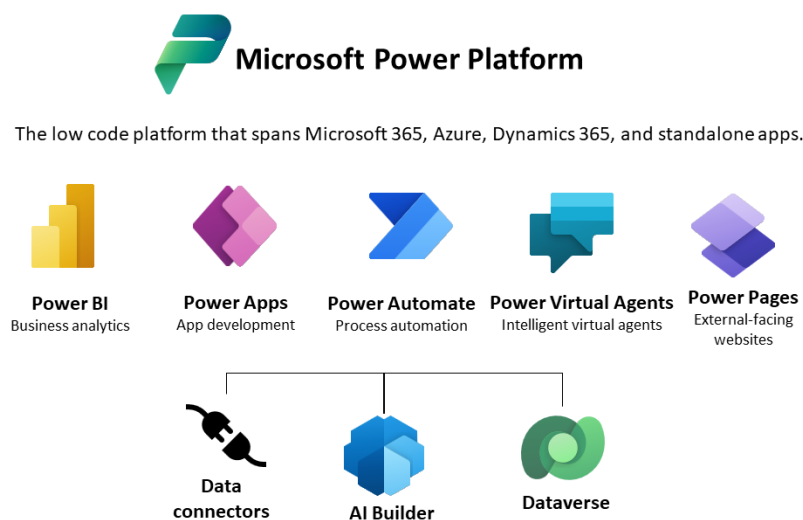 Microsoft Power Platform
The low code platform that spans Microsoft 365, Azure, Dynamics 365, and standalone apps.
Power BI
Business analytics
Power Apps
App development
Power Automate
Process automation
Power Virtual Agents
Intelligent virtual agents
Power Pages
External-facing
websites
Data
connectors
AI Builder
Dataverse